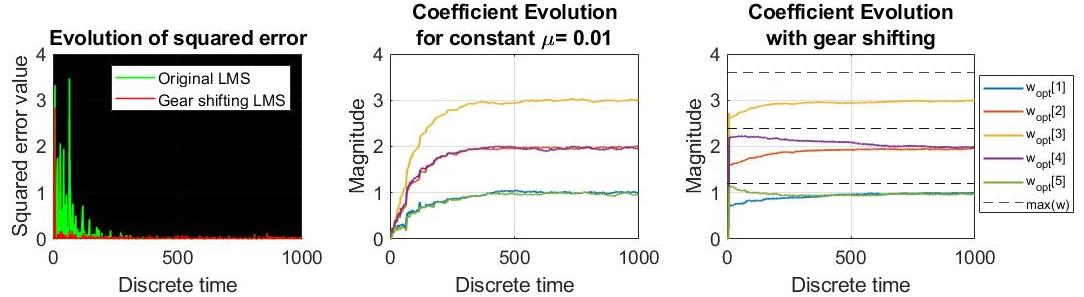 Evolution of squared error
Squared error value
4
3
2
1
0
0 500 1000
Discrete time
Original LMS
Gear shifting LMS
Coefficient Evolution
for constant μ= 0.01
Magnitude
4
3
2
1
0
0 500 1000
Discrete time
Coefficient Evolution
with gear shifting
Magnitude
4
3
2
1
0
0 500 1000
Discrete time
w_opt[1]
w_opt[2]
w_opt[3]
w_opt[4]
w_opt[5]
max(w)